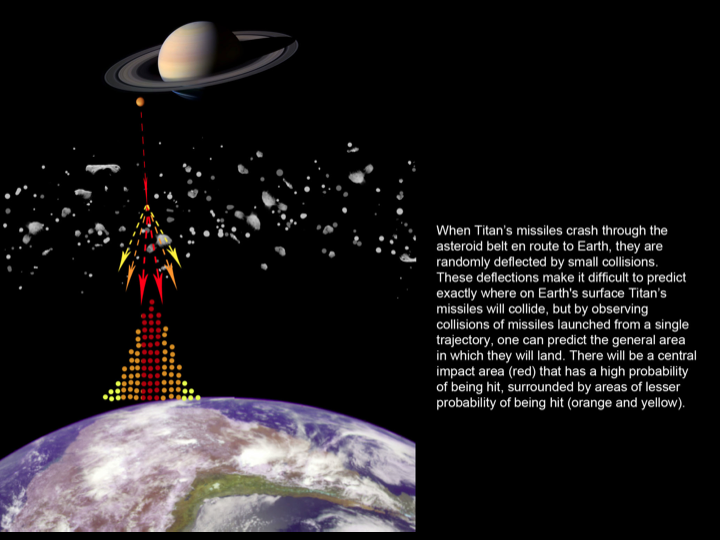 When Titan's missiles crash through the
asteroid belt en route to Earth, they are
randomly deflected by small collisions.
These deflections make it difficult to predict
exactly where on Earth's surface Titan's
missiles will collide, but by observing
collisions of missiles launched from a single
trajectory, one can predict the general area
in which they will land. There will be a central
impact area (red) that has a high probability
of being hit, surrounded by areas of lesser
probability of being hit (orange and yellow).